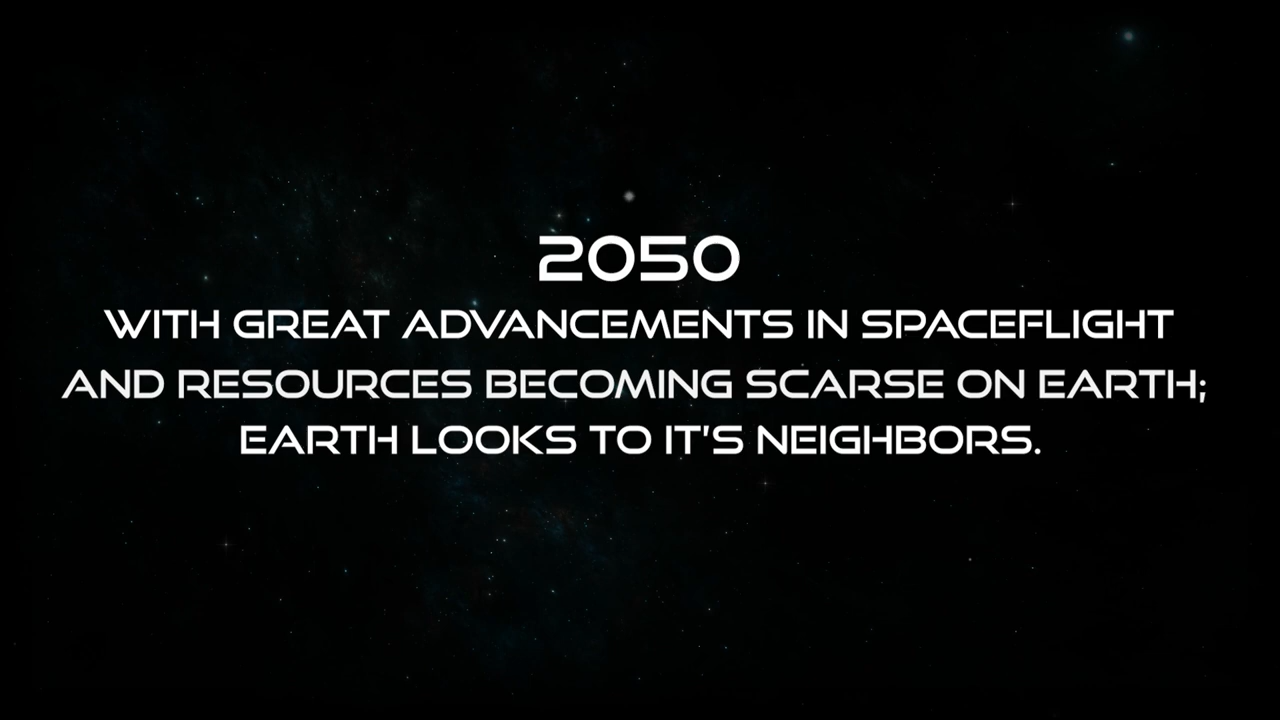 2050
WITH GREAT ADVANCEMENTS IN SPACEFLIGHT
AND RESOURCES BECOMING SCARSE ON EARTH;
EARTH LOOKS TO IT'S NEIGHBORS.